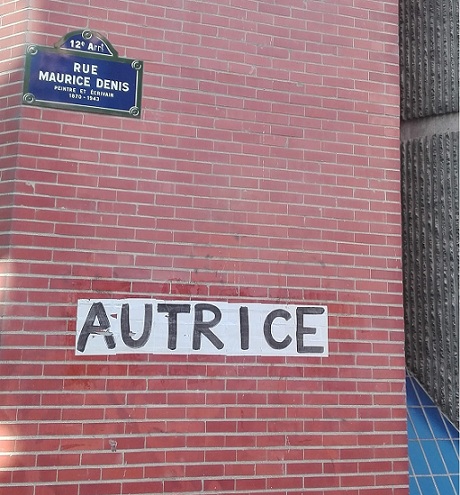 12e Arrt
RUE
MAURICE DENIS
PEINTRE ET ÉCRIVAIN
1870 - 1943
AUTRICE